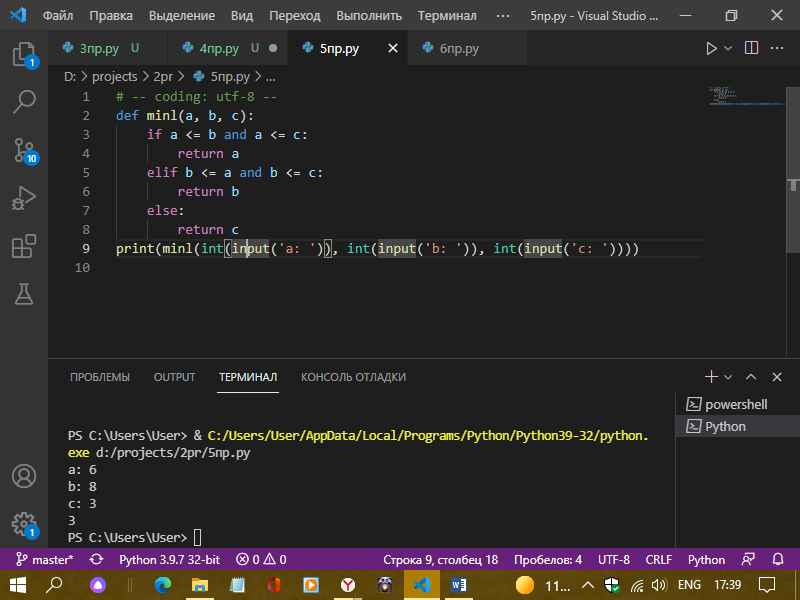 Файл Правка Выделение Вид Переход Выполнить Терминал ··· 5пр.py - Visual Studio ...
3пр.py U 4пр.py U 5пр.py 6пр.py
D: > projects > 2pr > 5пр.py > ...
1 # -- coding: utf-8 --
2 def minl(a, b, c):
3 if a <= b and a <= c:
4 return a
5 elif b <= a and b <= c:
6 return b
7 else:
8 return c
9 print(minl(int(input('a: ')), int(input('b: ')), int(input('c: '))))
10
ПРОБЛЕМЫ OUTPUT ТЕРМИНАЛ КОНСОЛЬ ОТЛАДКИ
powershell
Python
PS C:\Users\User> & C:/Users/User/AppData/Local/Programs/Python/Python39-32/python.
exe d:/projects/2pr/5пр.py
a: 6
b: 8
c: 3
3
PS C:\Users\User>
1
10
1
master* Python 3.9.7 32-bit 0 0 Строка 9, столбец 18 Пробелов: 4 UTF-8 CRLF Python
11... ENG 17:39